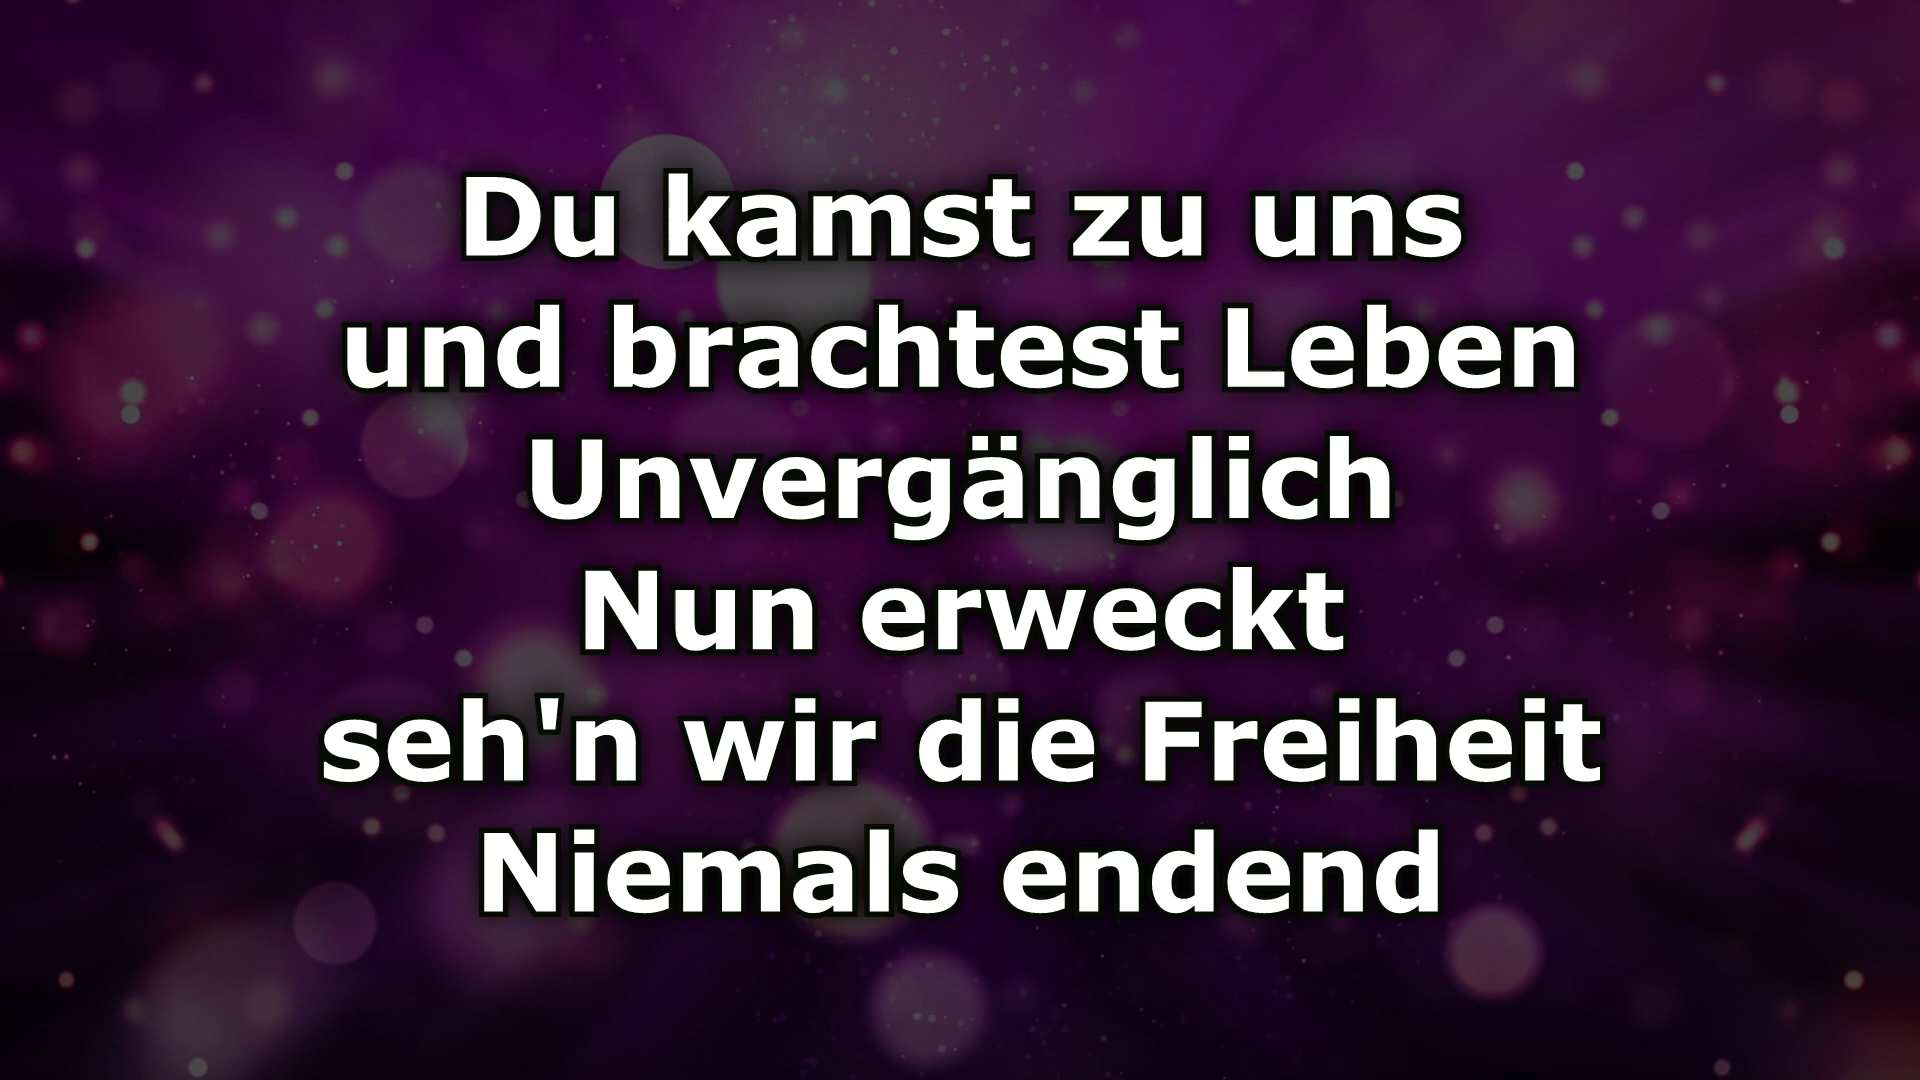 Du kamst zu uns
und brachtest Leben
Unvergänglich
Nun erweckt
seh'n wir die Freiheit
Niemals endend